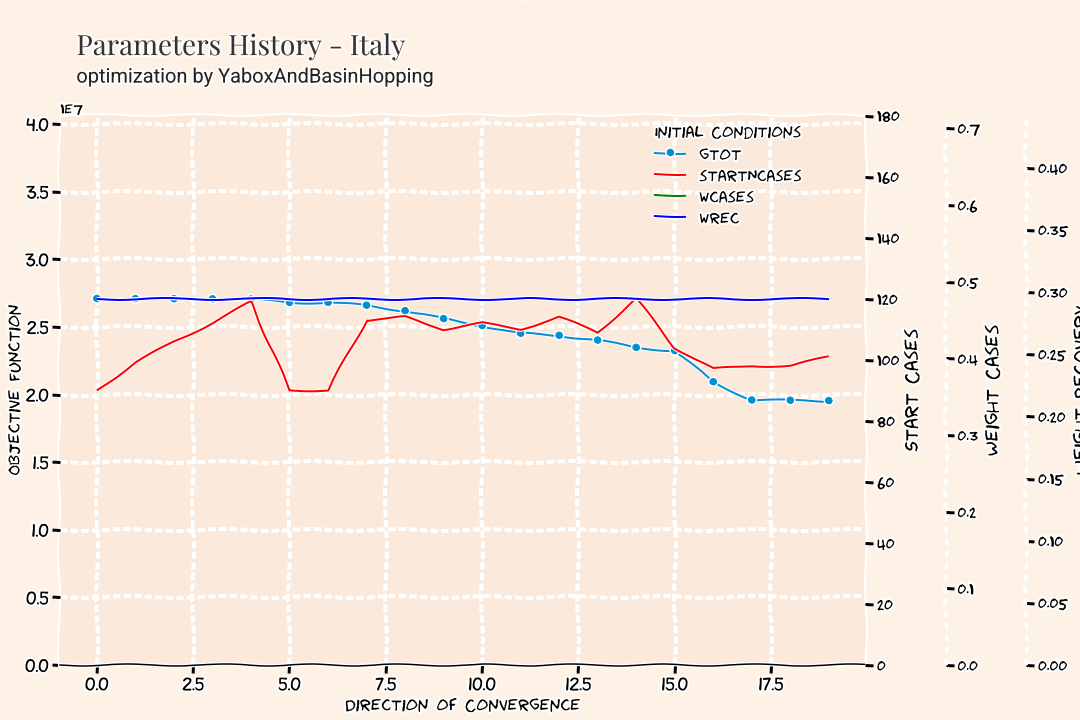 Parameters History - Italy
optimization by YaboxAndBasinHopping
1E7
4.0
3.5
3.0
2.5
2.0
1.5
1.0
0.5
0.0
OBJECTIVE FUNCTION
INITIAL CONDITIONS
GTOT
STARTNCASES
WCASES
WREC
0.0 2.5 5.0 7.5 10.0 12.5 15.0 17.5
DIRECTION OF CONVERGENCE
180
160
140
120
100
80
60
40
20
0
START CASES
0.7
0.6
0.5
0.4
0.3
0.2
0.1
0.0
WEIGHT CASES
0.40
0.35
0.30
0.25
0.20
0.15
0.10
0.05
0.00